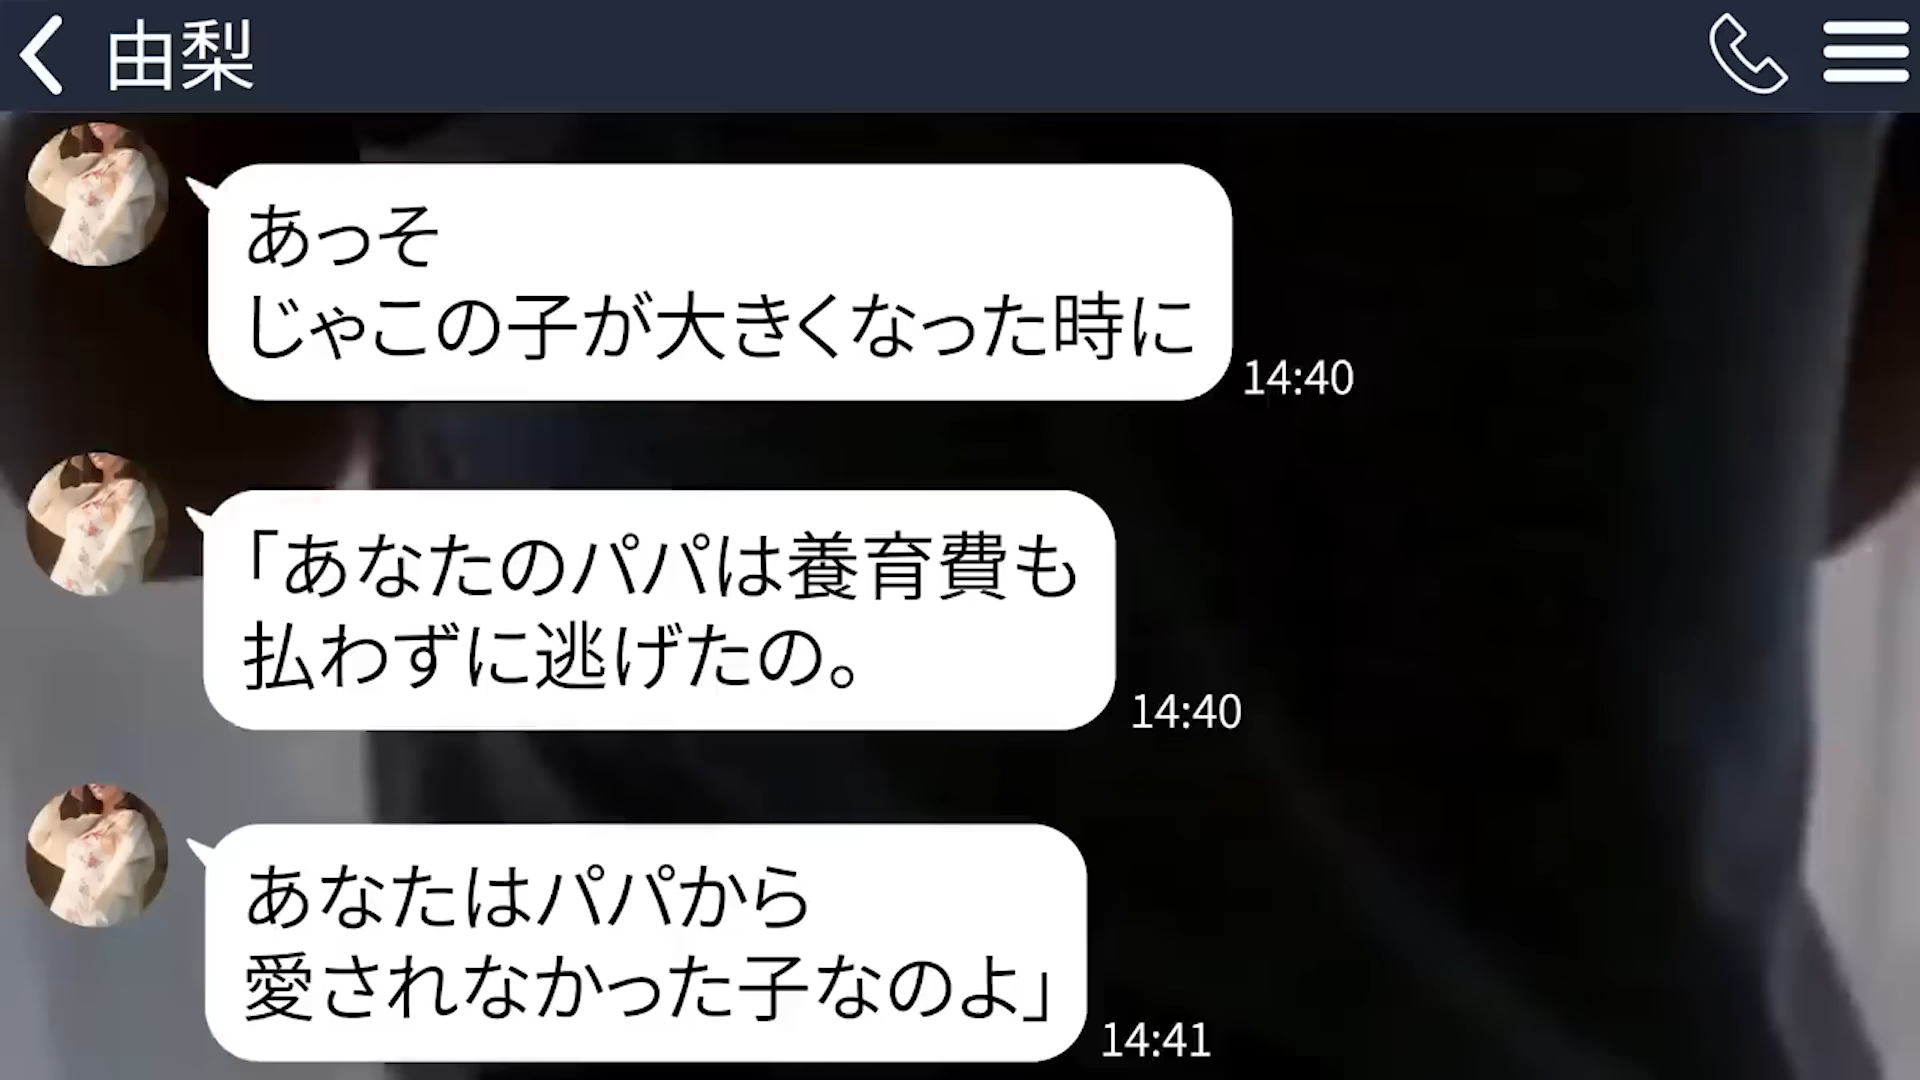 由梨
あっそ
じゃこの子が大きくなった時に
14:40
「あなたのパパは養育費も
払わずに逃げたの。
14:40
あなたはパパから
愛されなかった子なのよ」
14:41